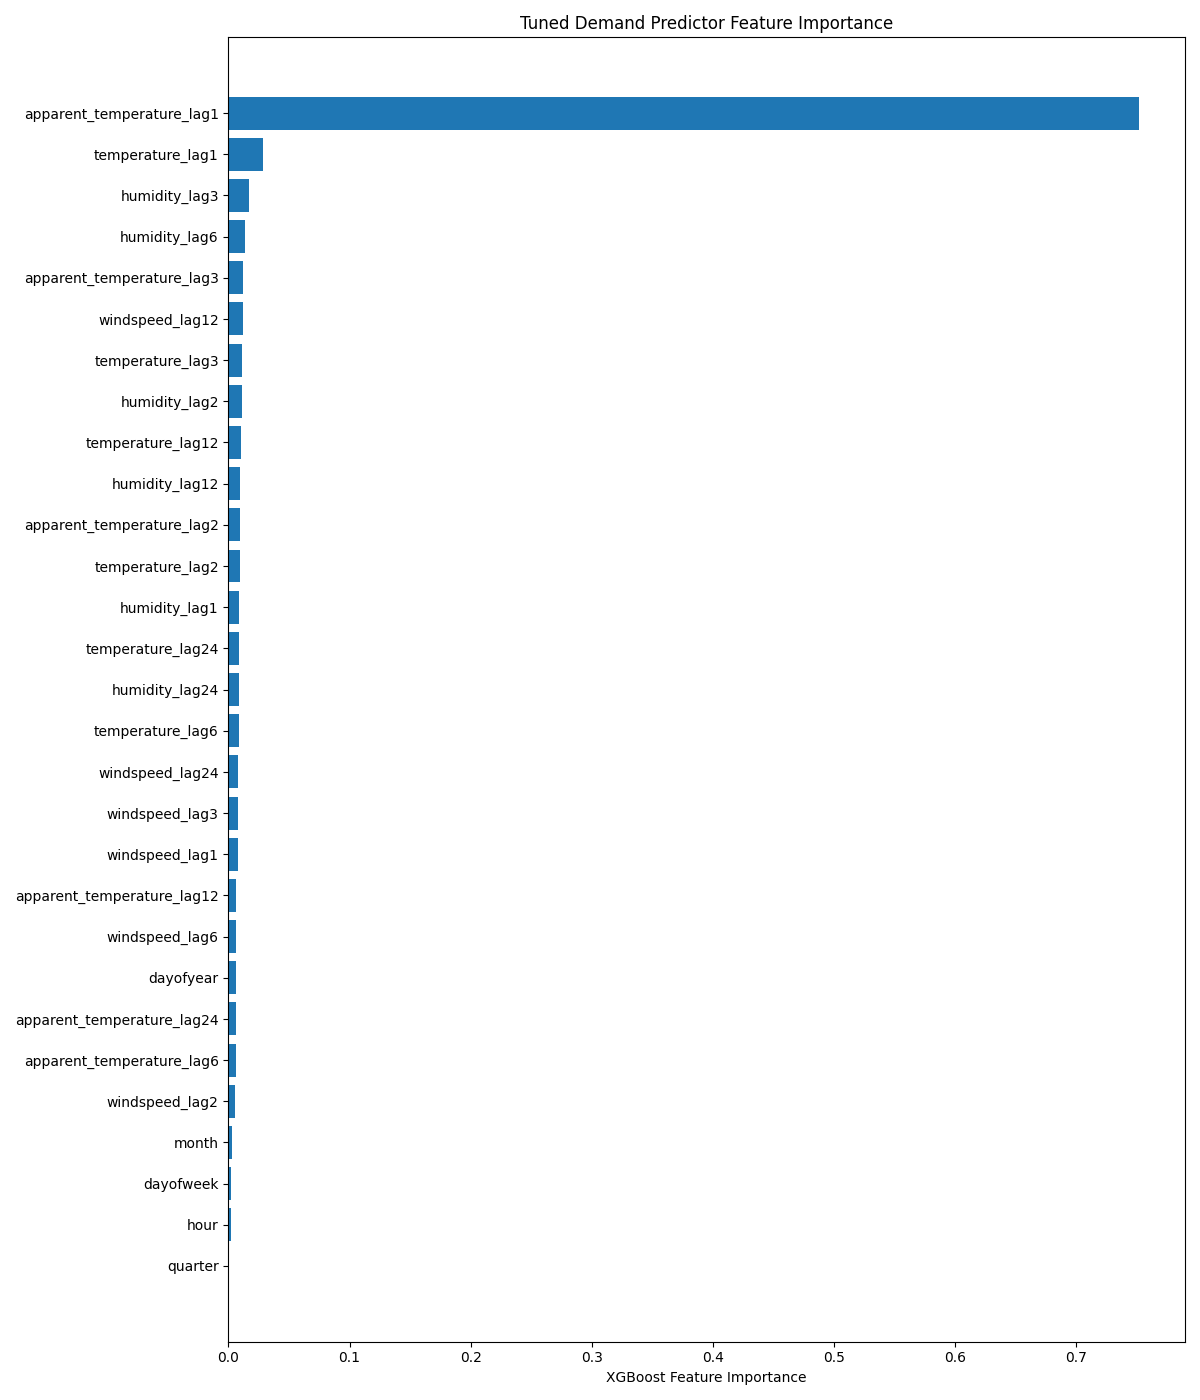 Tuned Demand Predictor Feature Importance
apparent_temperature_lag1
temperature_lag1
humidity_lag3
humidity_lag6
apparent_temperature_lag3
windspeed_lag12
temperature_lag3
humidity_lag2
temperature_lag12
humidity_lag12
apparent_temperature_lag2
temperature_lag2
humidity_lag1
temperature_lag24
humidity_lag24
temperature_lag6
windspeed_lag24
windspeed_lag3
windspeed_lag1
apparent_temperature_lag12
windspeed_lag6
dayofyear
apparent_temperature_lag24
apparent_temperature_lag6
windspeed_lag2
month
dayofweek
hour
quarter
0.0 0.1 0.2 0.3 0.4 0.5 0.6 0.7
XGBoost Feature Importance